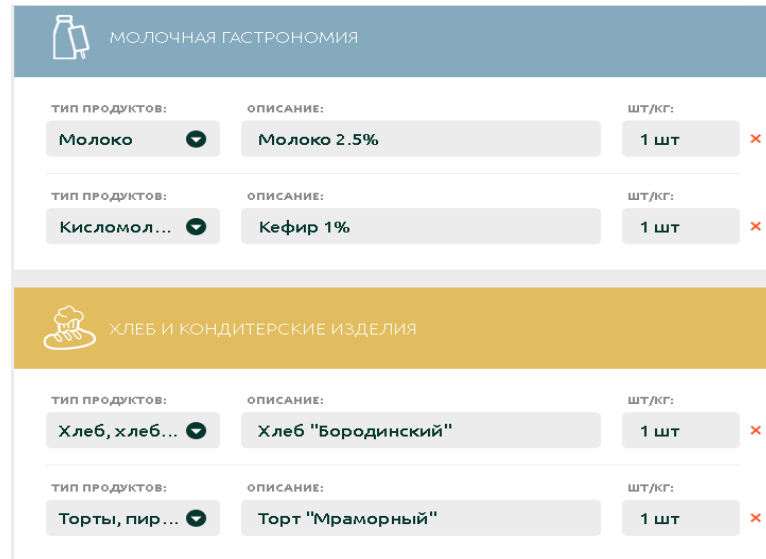 МОЛОЧНАЯ ГАСТРОНОМИЯ
ТИП ПРОДУКТОВ: ОПИСАНИЕ: ШТ/КГ:
Молоко Молоко 2.5% 1 шт ×
ТИП ПРОДУКТОВ: ОПИСАНИЕ: ШТ/КГ:
Кисломол... Кефир 1% 1 шт ×
ХЛЕБ И КОНДИТЕРСКИЕ ИЗДЕЛИЯ
ТИП ПРОДУКТОВ: ОПИСАНИЕ: ШТ/КГ:
Хлеб, хлеб... Хлеб "Бородинский" 1 шт ×
ТИП ПРОДУКТОВ: ОПИСАНИЕ: ШТ/КГ:
Торты, пир... Торт "Мраморный" 1 шт ×